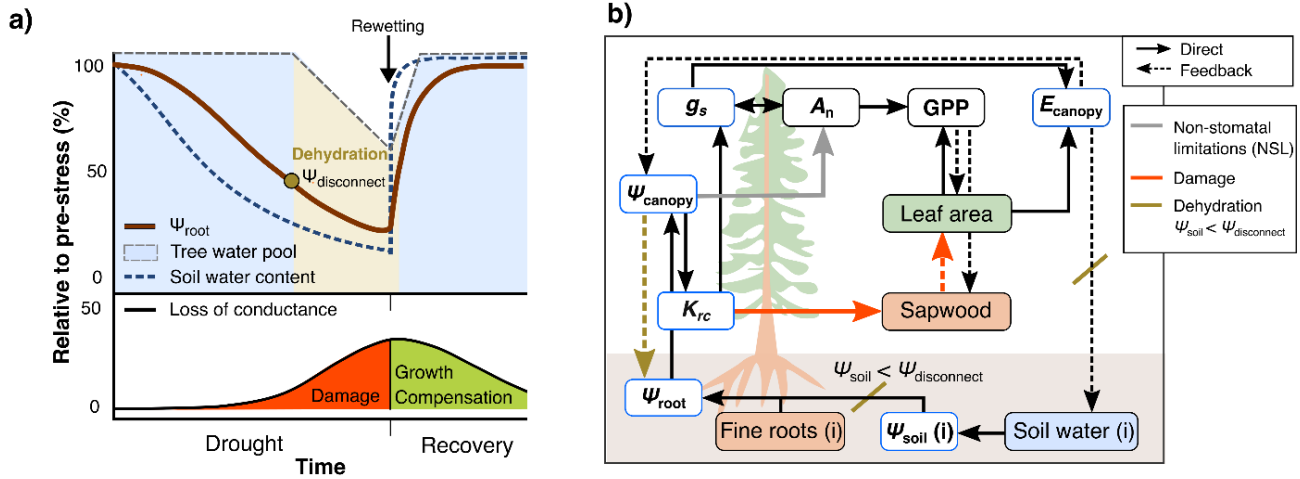 a)
Rewetting
Relative to pre-stress (%)
100
50
0
Dehydration
Ψdisconnect
Ψroot
Tree water pool
Soil water content
50
0
Loss of conductance
Damage
Growth
Compensation
Drought
Recovery
Time
b)
Direct
Feedback
Non-stomatal
limitations (NSL)
Damage
Dehydration
Ψsoil < Ψdisconnect
gs
An
GPP
Ecanopy
Ψcanopy
Leaf area
Krc
Sapwood
Ψsoil < Ψdisconnect
Ψroot
Fine roots (i)
Ψsoil (i)
Soil water (i)